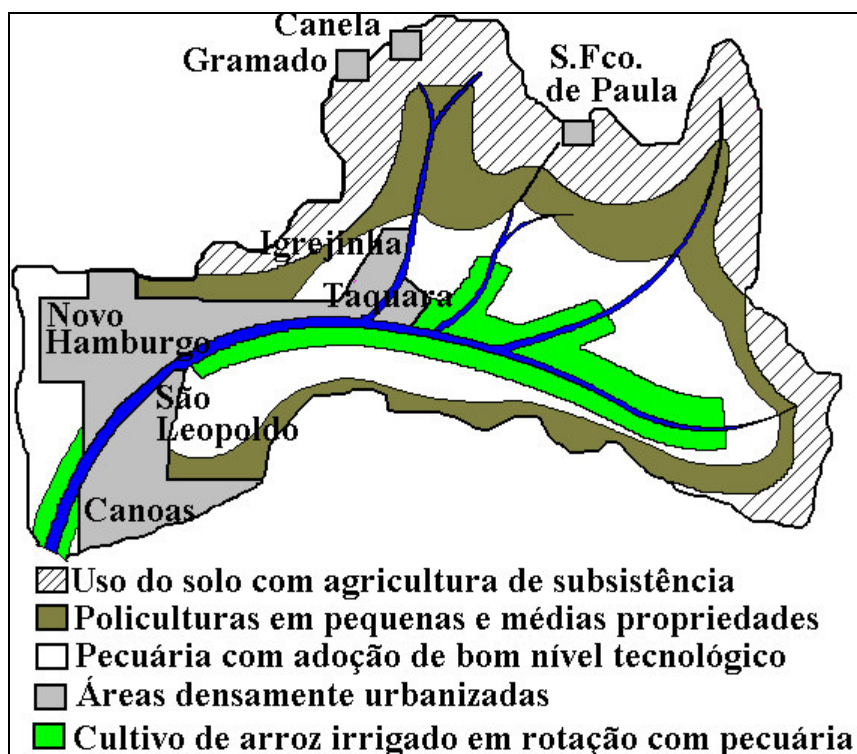 Canela
Gramado
S.Fco.
de Paula
Igrejinha
Taquara
Novo
Hamburgo
São
Leopoldo
Canoas
Uso do solo com agricultura de subsistência
Policulturas em pequenas e médias propriedades
Pecuária com adoção de bom nível tecnológico
Áreas densamente urbanizadas
Cultivo de arroz irrigado em rotação com pecuária